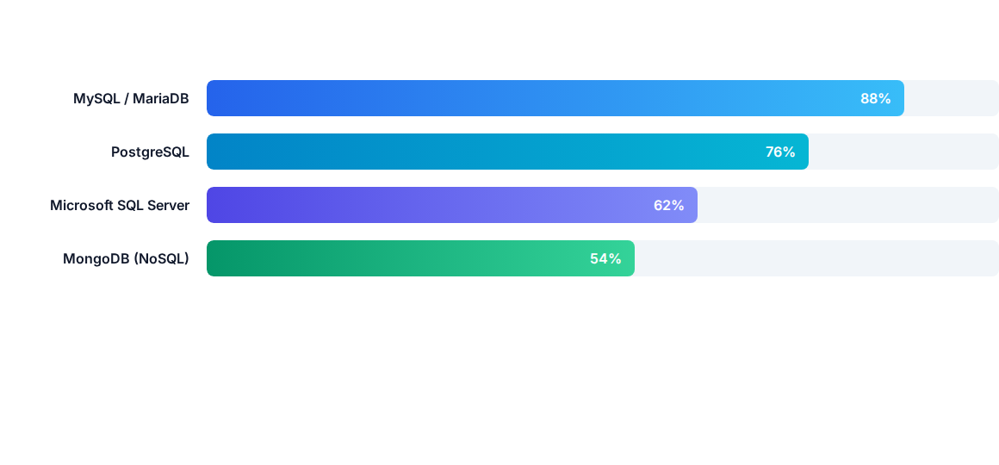 MySQL / MariaDB 88%
PostgreSQL 76%
Microsoft SQL Server 62%
MongoDB (NoSQL) 54%